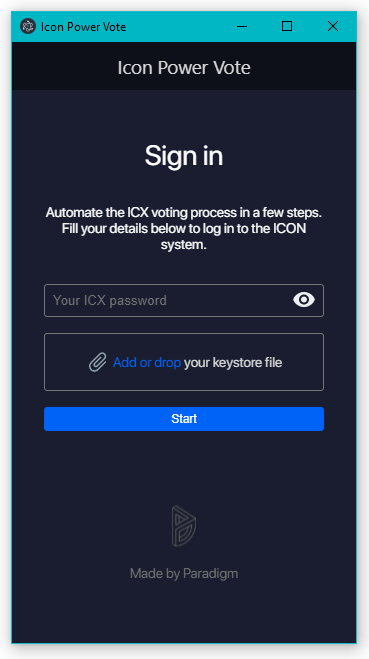 Icon Power Vote
Icon Power Vote
Sign in
Automate the ICX voting process in a few steps.
Fill your details below to log in to the ICON
system.
Your ICX password
Add or drop your keystore file
Start
Made by Paradigm